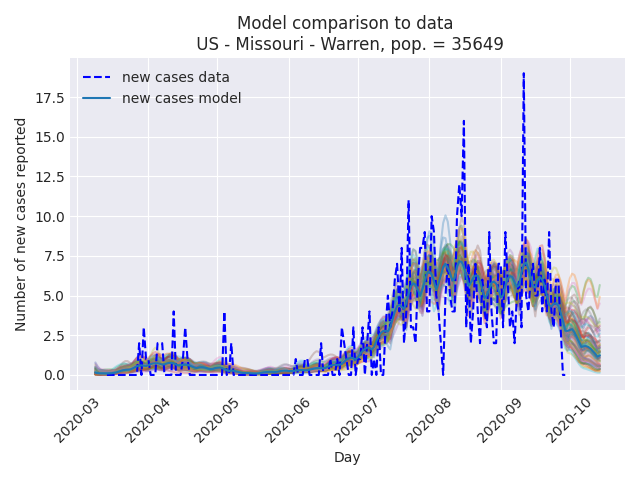 Model comparison to data
US - Missouri - Warren, pop. = 35649
new cases data
new cases model
Number of new cases reported
17.5
15.0
12.5
10.0
7.5
5.0
2.5
0.0
2020-03
2020-04
2020-05
2020-06
2020-07
2020-08
2020-09
2020-10
Day